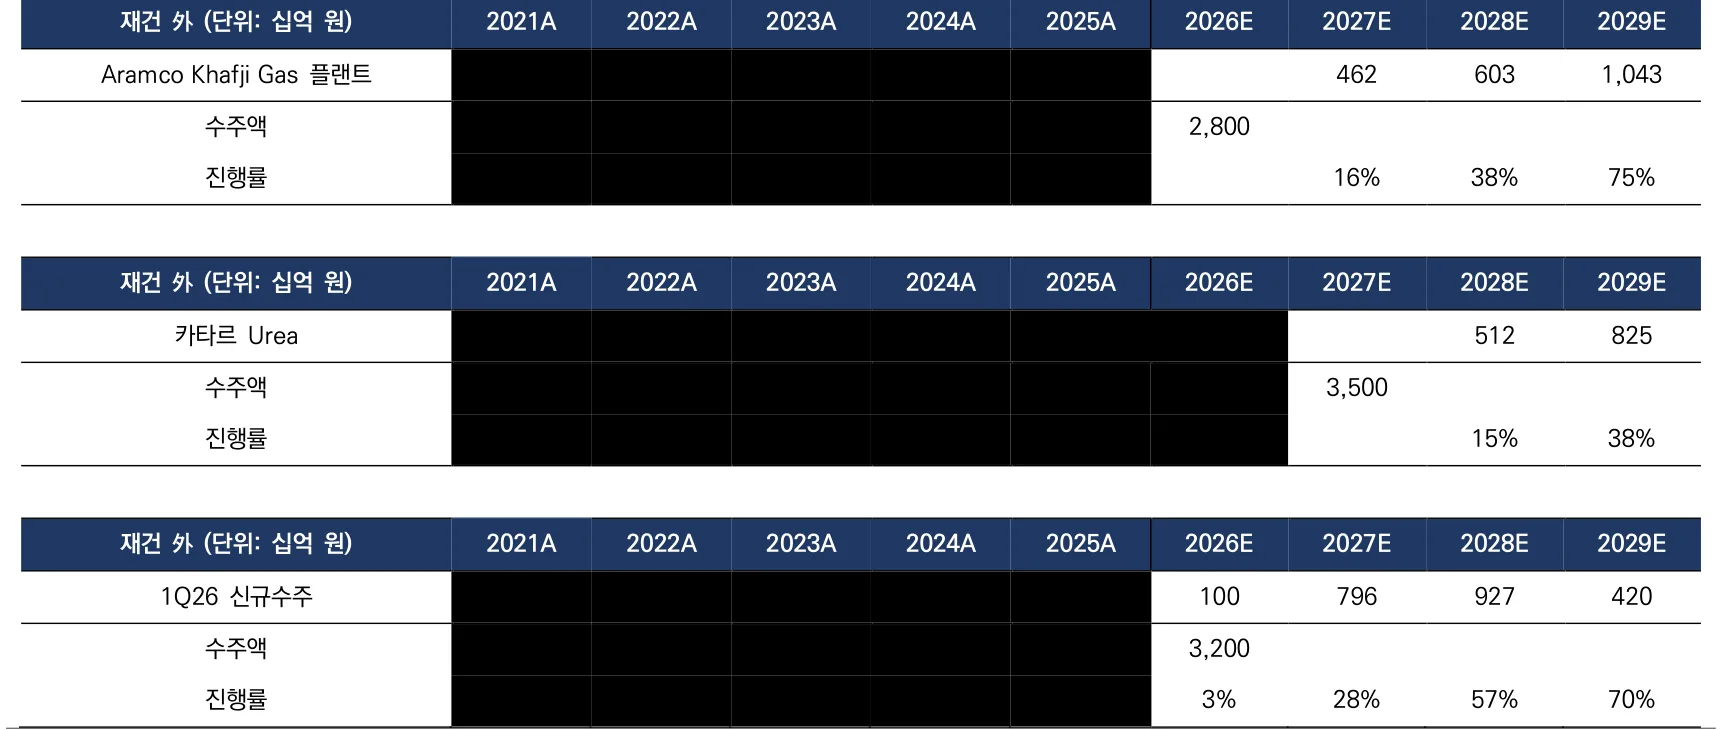 재건 外 (단위: 십억 원) 2021A 2022A 2023A 2024A 2025A 2026E 2027E 2028E 2029E
Aramco Khafji Gas 플랜트 462 603 1,043
수주액 2,800
진행률 16% 38% 75%
재건 外 (단위: 십억 원) 2021A 2022A 2023A 2024A 2025A 2026E 2027E 2028E 2029E
카타르 Urea 512 825
수주액 3,500
진행률 15% 38%
재건 外 (단위: 십억 원) 2021A 2022A 2023A 2024A 2025A 2026E 2027E 2028E 2029E
1Q26 신규수주 100 796 927 420
수주액 3,200
진행률 3% 28% 57% 70%